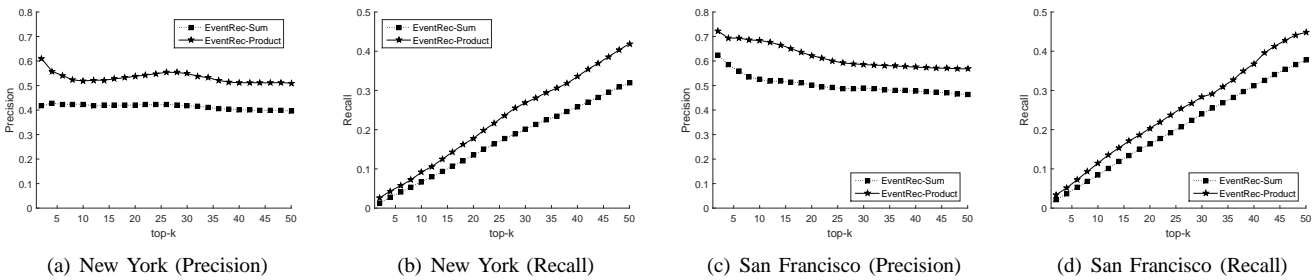 0.8
0.7
0.6
0.5
0.4
0.3
0.2
0.1
0
Precision
5 10 15 20 25 30 35 40 45 50
top-k
EventRec-Sum
EventRec-Product
(a) New York (Precision)
0.5
0.4
0.3
0.2
0.1
0
Recall
5 10 15 20 25 30 35 40 45 50
top-k
EventRec-Sum
EventRec-Product
(b) New York (Recall)
0.8
0.7
0.6
0.5
0.4
0.3
0.2
0.1
0
Precision
5 10 15 20 25 30 35 40 45 50
top-k
EventRec-Sum
EventRec-Product
(c) San Francisco (Precision)
0.5
0.4
0.3
0.2
0.1
0
Recall
5 10 15 20 25 30 35 40 45 50
top-k
EventRec-Sum
EventRec-Product
(d) San Francisco (Recall)